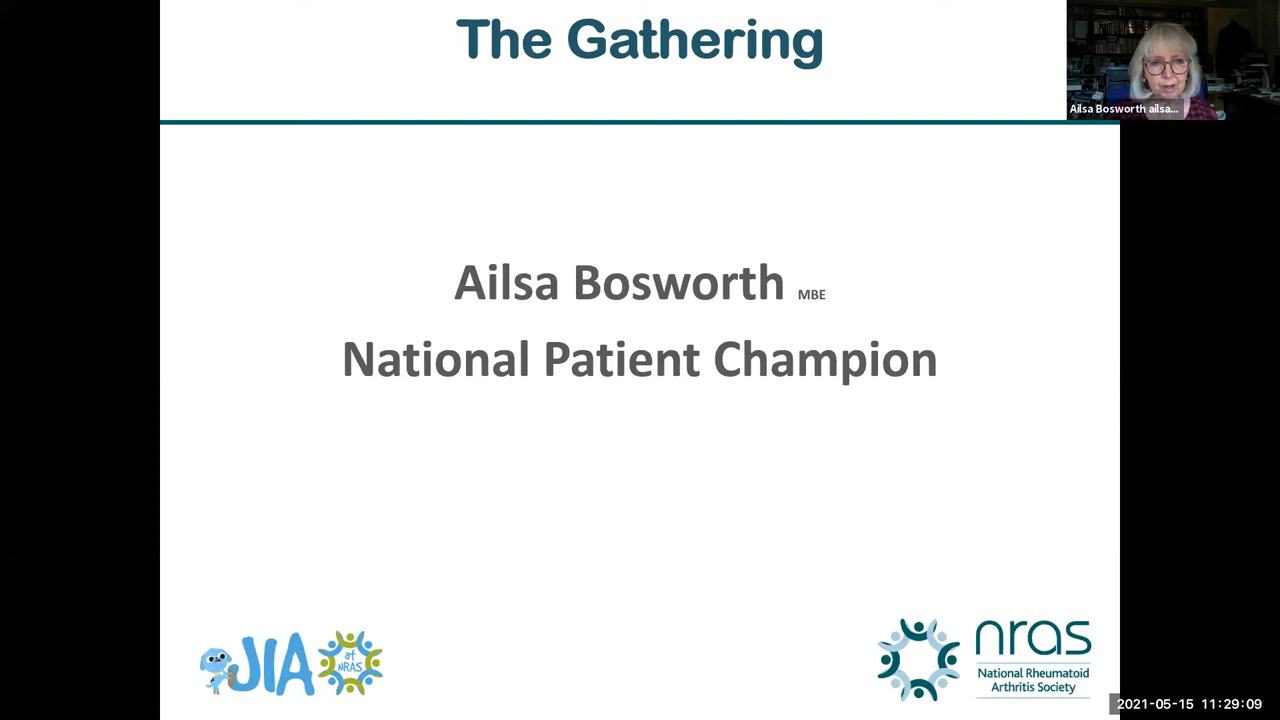 The Gathering
Ailsa Bosworth ailsa...
Ailsa Bosworth MBE
National Patient Champion
JIA at NRAS
nras
National Rheumatoid
Arthritis Society
2021-05-15 11:29:09